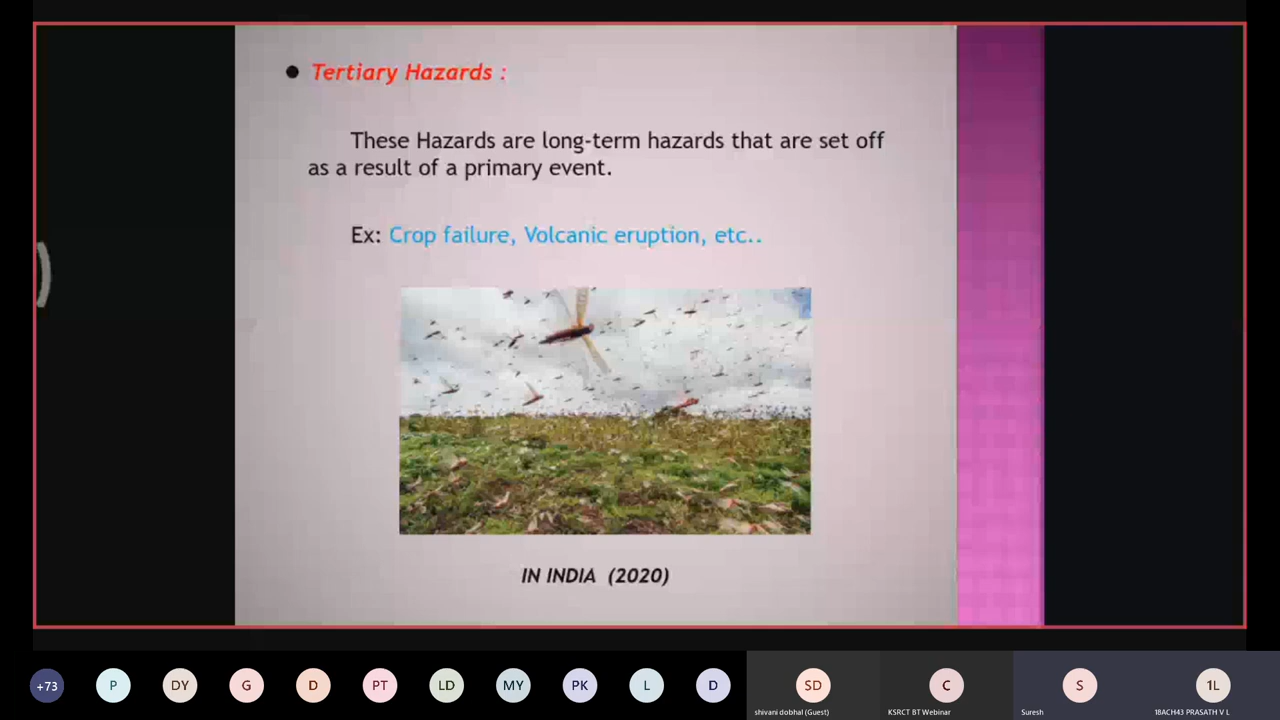 Tertiary Hazards :
These Hazards are long-term hazards that are set off
as a result of a primary event.
Ex: Crop failure, Volcanic eruption, etc..
IN INDIA (2020)
+73
P
DY
G
D
PT
LD
MY
PK
L
D
SD
C
S
1L
shivani dobhal (Guest)
KSRCT BT Webinar
Suresh
18ACH43 PRASATH V L